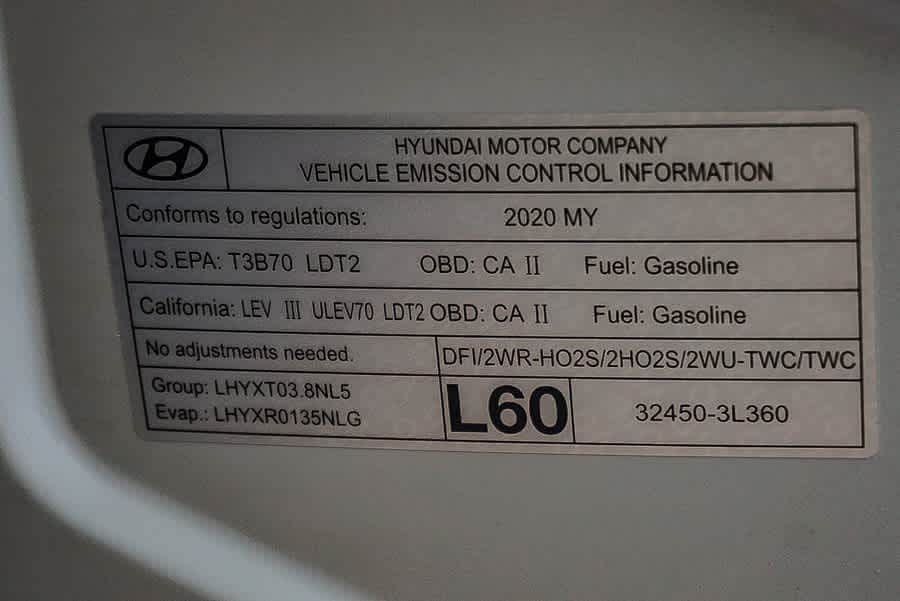 HYUNDAI MOTOR COMPANY
VEHICLE EMISSION CONTROL INFORMATION
Conforms to regulations: 2020 MY
U.S.EPA: T3B70 LDT2 OBD: CA II Fuel: Gasoline
California: LEV III ULEV70 LDT2 OBD: CA II Fuel: Gasoline
No adjustments needed. DFI/2WR-HO2S/2HO2S/2WU-TWC/TWC
Group: LHYXT03.8NL5
Evap.: LHYXR0135NLG
L60 32450-3L360